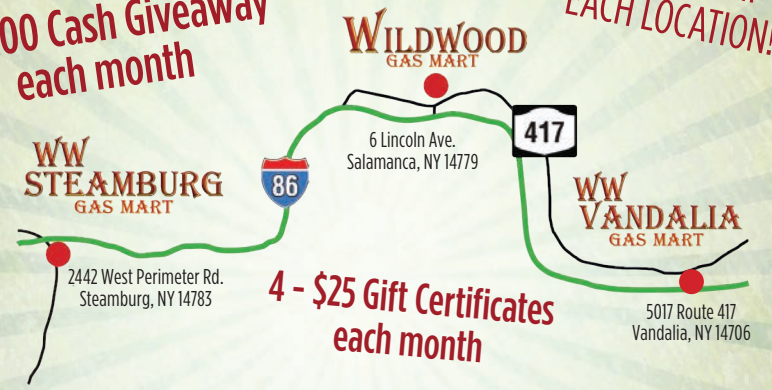 00 Cash Giveaway
each month
EACH LOCATION!
WILDWOOD
GAS MART
6 Lincoln Ave.
Salamanca, NY 14779
417
86
WW
STEAMBURG
GAS MART
2442 West Perimeter Rd.
Steamburg, NY 14783
WW
VANDALIA
GAS MART
5017 Route 417
Vandalia, NY 14706
4 - $25 Gift Certificates
each month